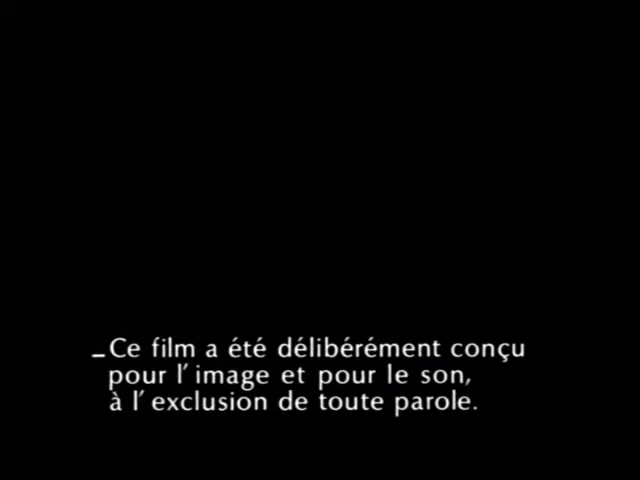 – Ce film a été délibérément conçu
pour l'image et pour le son,
à l'exclusion de toute parole.